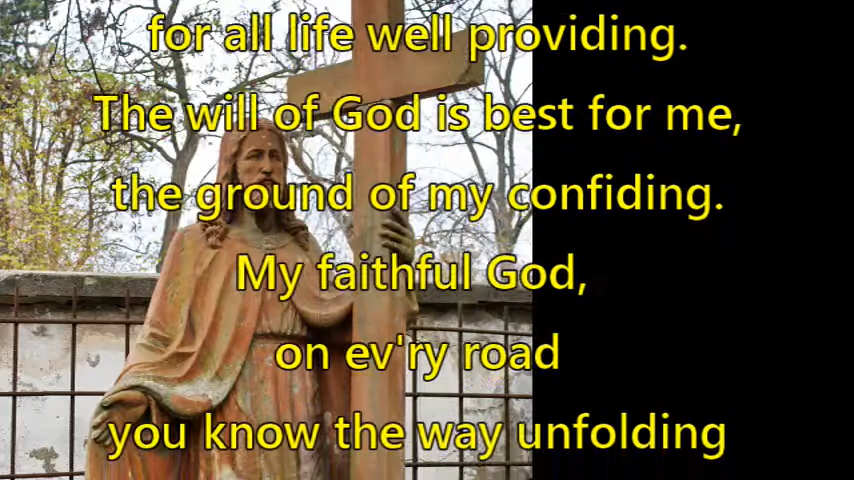 for all life well providing.
The will of God is best for me,
the ground of my confiding.
My faithful God,
on ev'ry road
you know the way unfolding